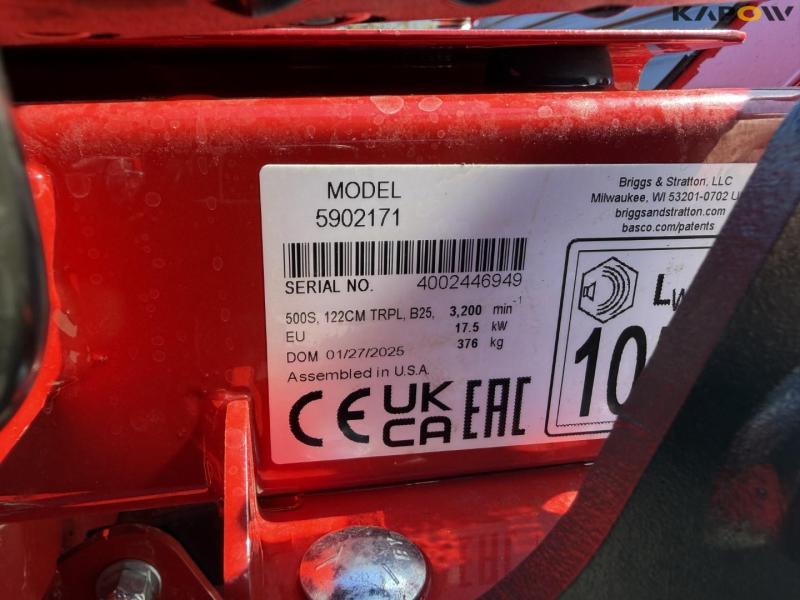 KAPOW
MODEL
5902171
Briggs & Stratton, LLC
Milwaukee, WI 53201-0702
briggsandstratton.com
basco.com/patents
SERIAL NO. 4002446949
500S, 122CM TRPL, B25, 3,200 min⁻¹
EU 17.5 kW
DOM 01/27/2025 376 kg
Assembled in U.S.A.
CE UK CA EAC